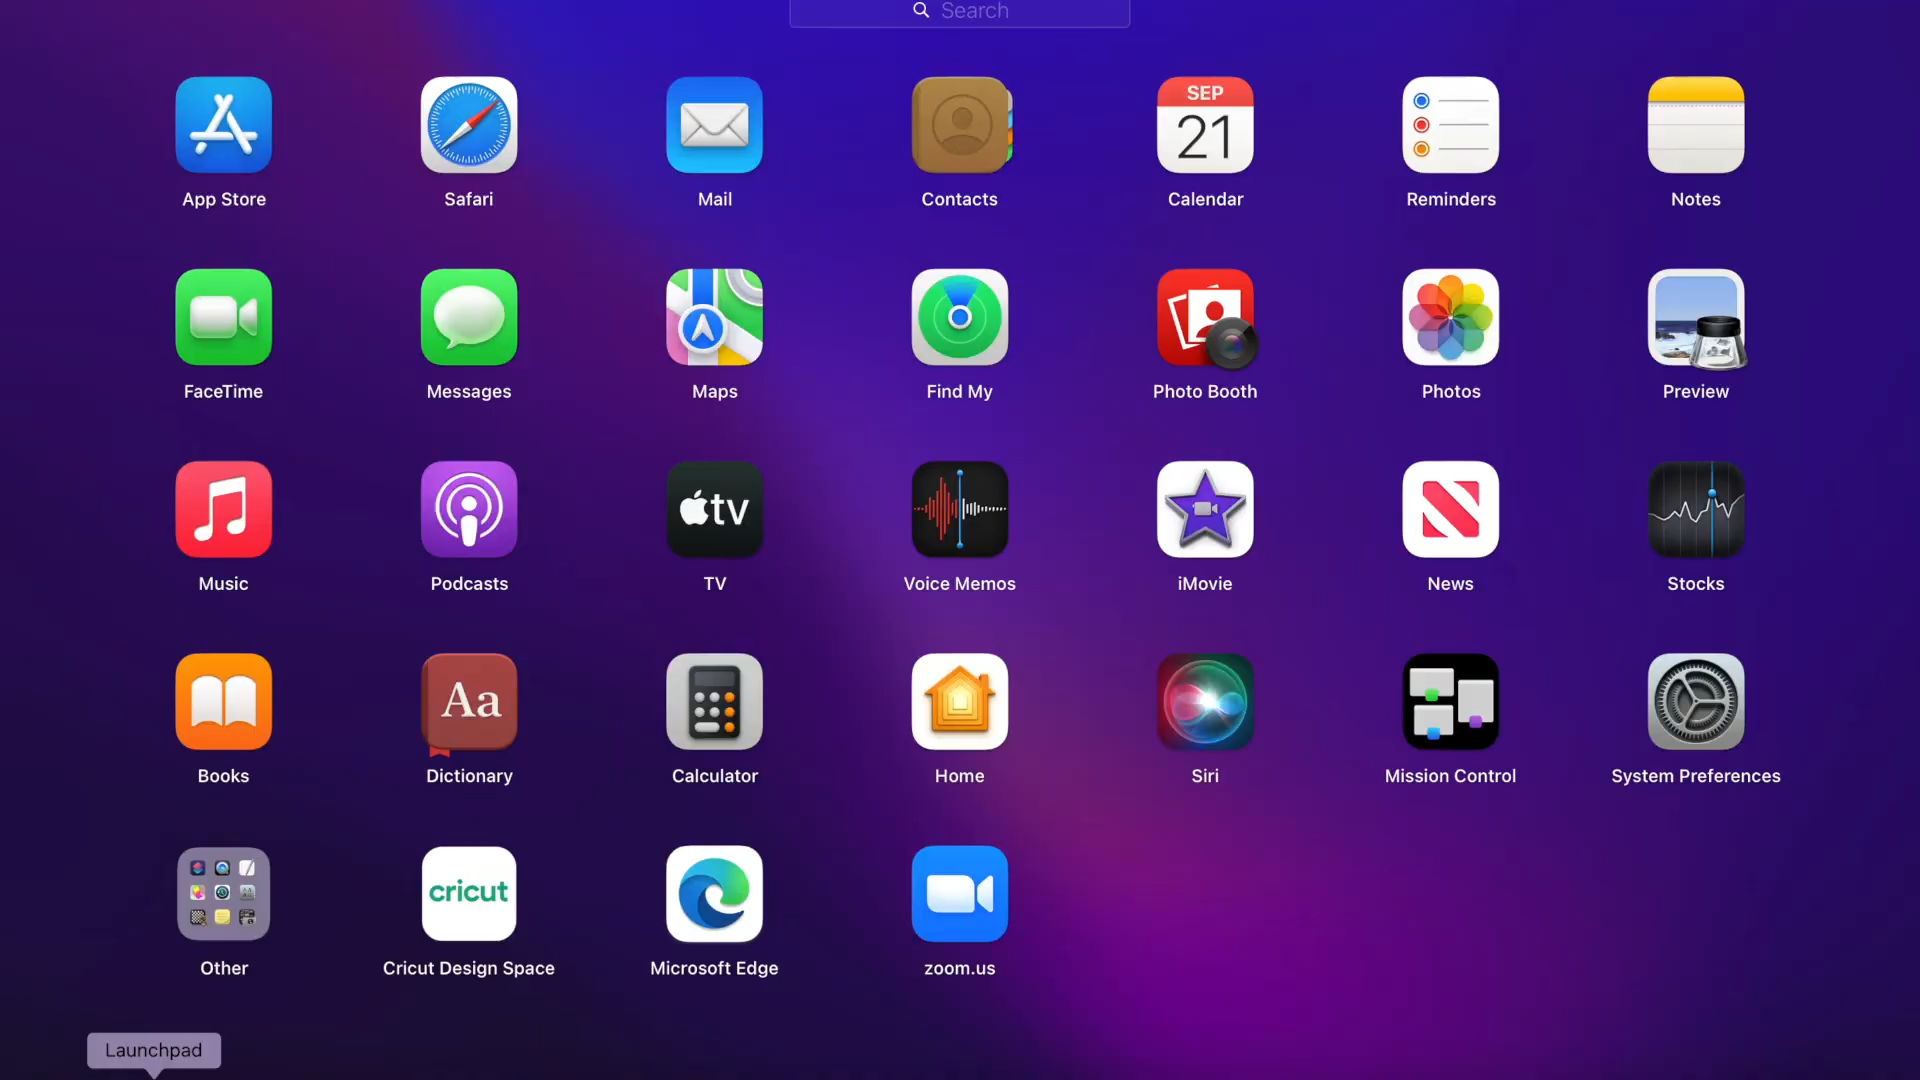 Search
SEP
21
App Store
Safari
Mail
Contacts
Calendar
Reminders
Notes
FaceTime
Messages
Maps
Find My
Photo Booth
Photos
Preview
tv
Music
Podcasts
TV
Voice Memos
iMovie
News
Stocks
Aa
Books
Dictionary
Calculator
Home
Siri
Mission Control
System Preferences
cricut
Other
Cricut Design Space
Microsoft Edge
zoom.us
Launchpad